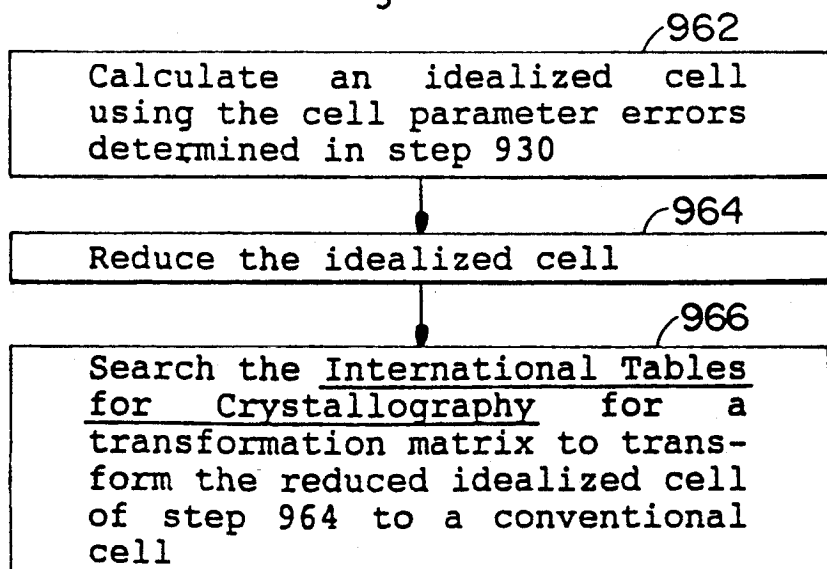 962
Calculate an idealized cell
using the cell parameter errors
determined in step 930
964
Reduce the idealized cell
966
Search the International Tables
for Crystallography for a
transformation matrix to trans-
form the reduced idealized cell
of step 964 to a conventional
cell